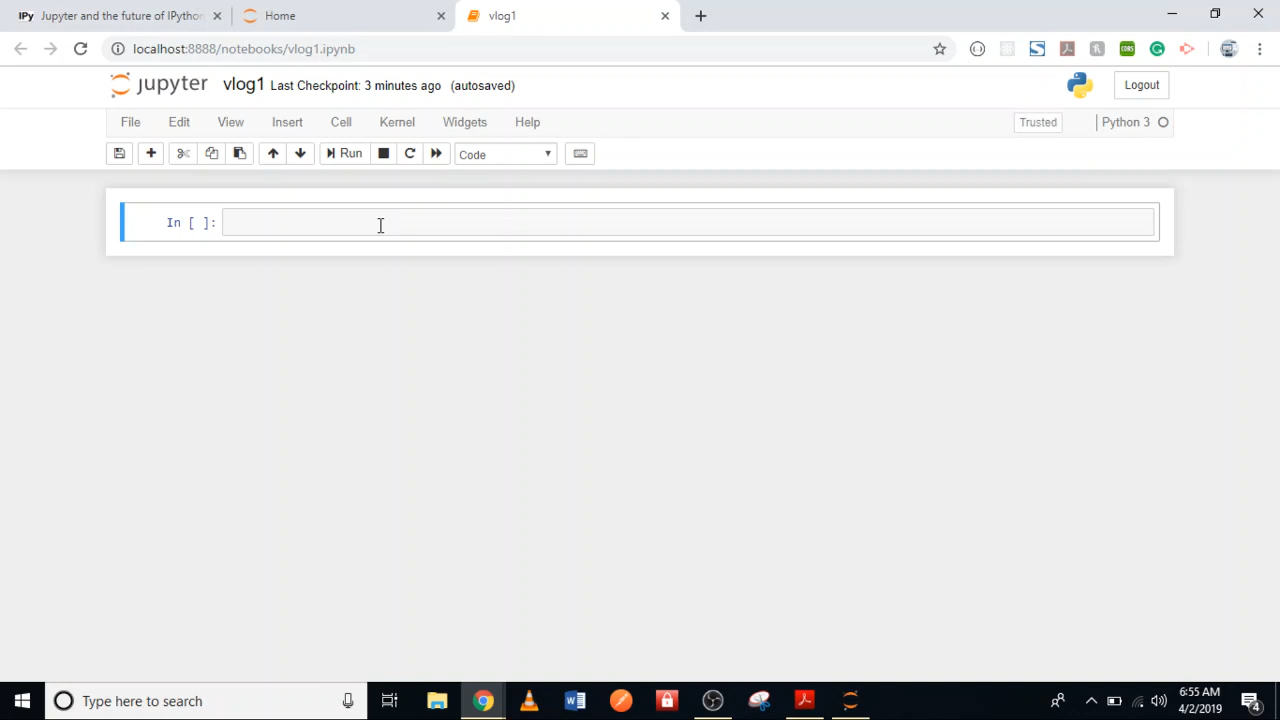 IPy Jupyter and the future of IPython
Home
vlog1
localhost:8888/notebooks/vlog1.ipynb
CORS
jupyter vlog1 Last Checkpoint: 3 minutes ago (autosaved)
Logout
File Edit View Insert Cell Kernel Widgets Help
Trusted
Python 3
Run
Code
In [ ]:
Type here to search
6:55 AM
4/2/2019
4